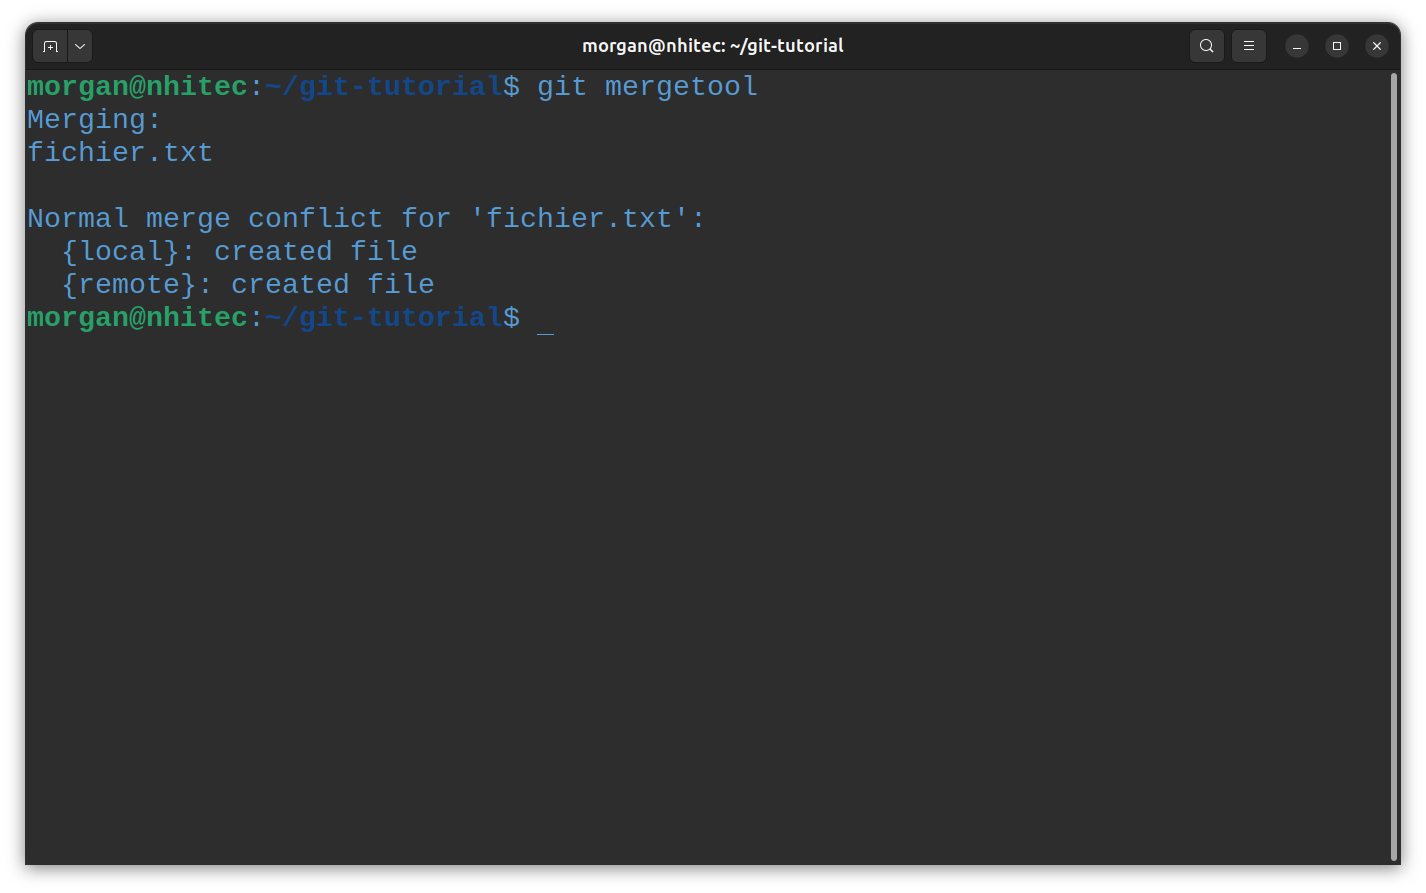 morgan@nhitec: ~/git-tutorial
morgan@nhitec:~/git-tutorial$ git mergetool
Merging:
fichier.txt

Normal merge conflict for 'fichier.txt':
  {local}: created file
  {remote}: created file
morgan@nhitec:~/git-tutorial$ _